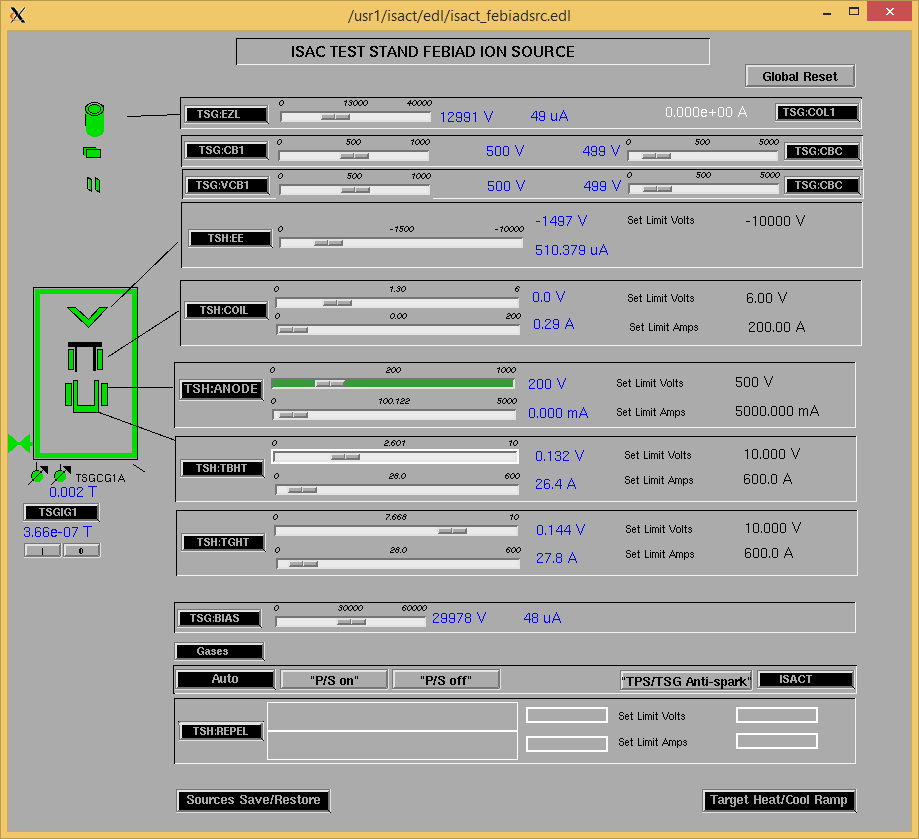 /usr1/isact/edl/isact_febiadsrc.edl
ISAC TEST STAND FEBIAD ION SOURCE
Global Reset
TSG:EZL 0 13000 40000 12991 V 49 uA 0.000e+00 A TSG:COL1
TSG:CB1 0 500 1000 500 V 499 V 0 500 5000 TSG:CBC
TSG:VCB1 0 500 1000 500 V 499 V 0 500 5000 TSG:CBC
-1497 V Set Limit Volts -10000 V
TSH:EE 0 -1500 -10000
510.379 uA
0 1.30 6 0.0 V Set Limit Volts 6.00 V
TSH:COIL
0 0.00 200 0.29 A Set Limit Amps 200.00 A
0 200 1000 200 V Set Limit Volts 500 V
TSH:ANODE
0 100.122 5000 0.000 mA Set Limit Amps 5000.000 mA
0 2.601 10 0.132 V Set Limit Volts 10.000 V
TSH:TBHT
0 26.0 600 26.4 A Set Limit Amps 600.0 A
TSGCG1A
0.002 T
TSGIG1
3.66e-07 T
I 0
0 7.668 10 0.144 V Set Limit Volts 10.000 V
TSH:TGHT
0 26.0 600 27.8 A Set Limit Amps 600.0 A
TSG:BIAS 0 30000 60000 29978 V 48 uA
Gases
Auto "P/S on" "P/S off" "TPS/TSG Anti-spark" ISACT
Set Limit Volts
TSH:REPEL
Set Limit Amps
Sources Save/Restore Target Heat/Cool Ramp